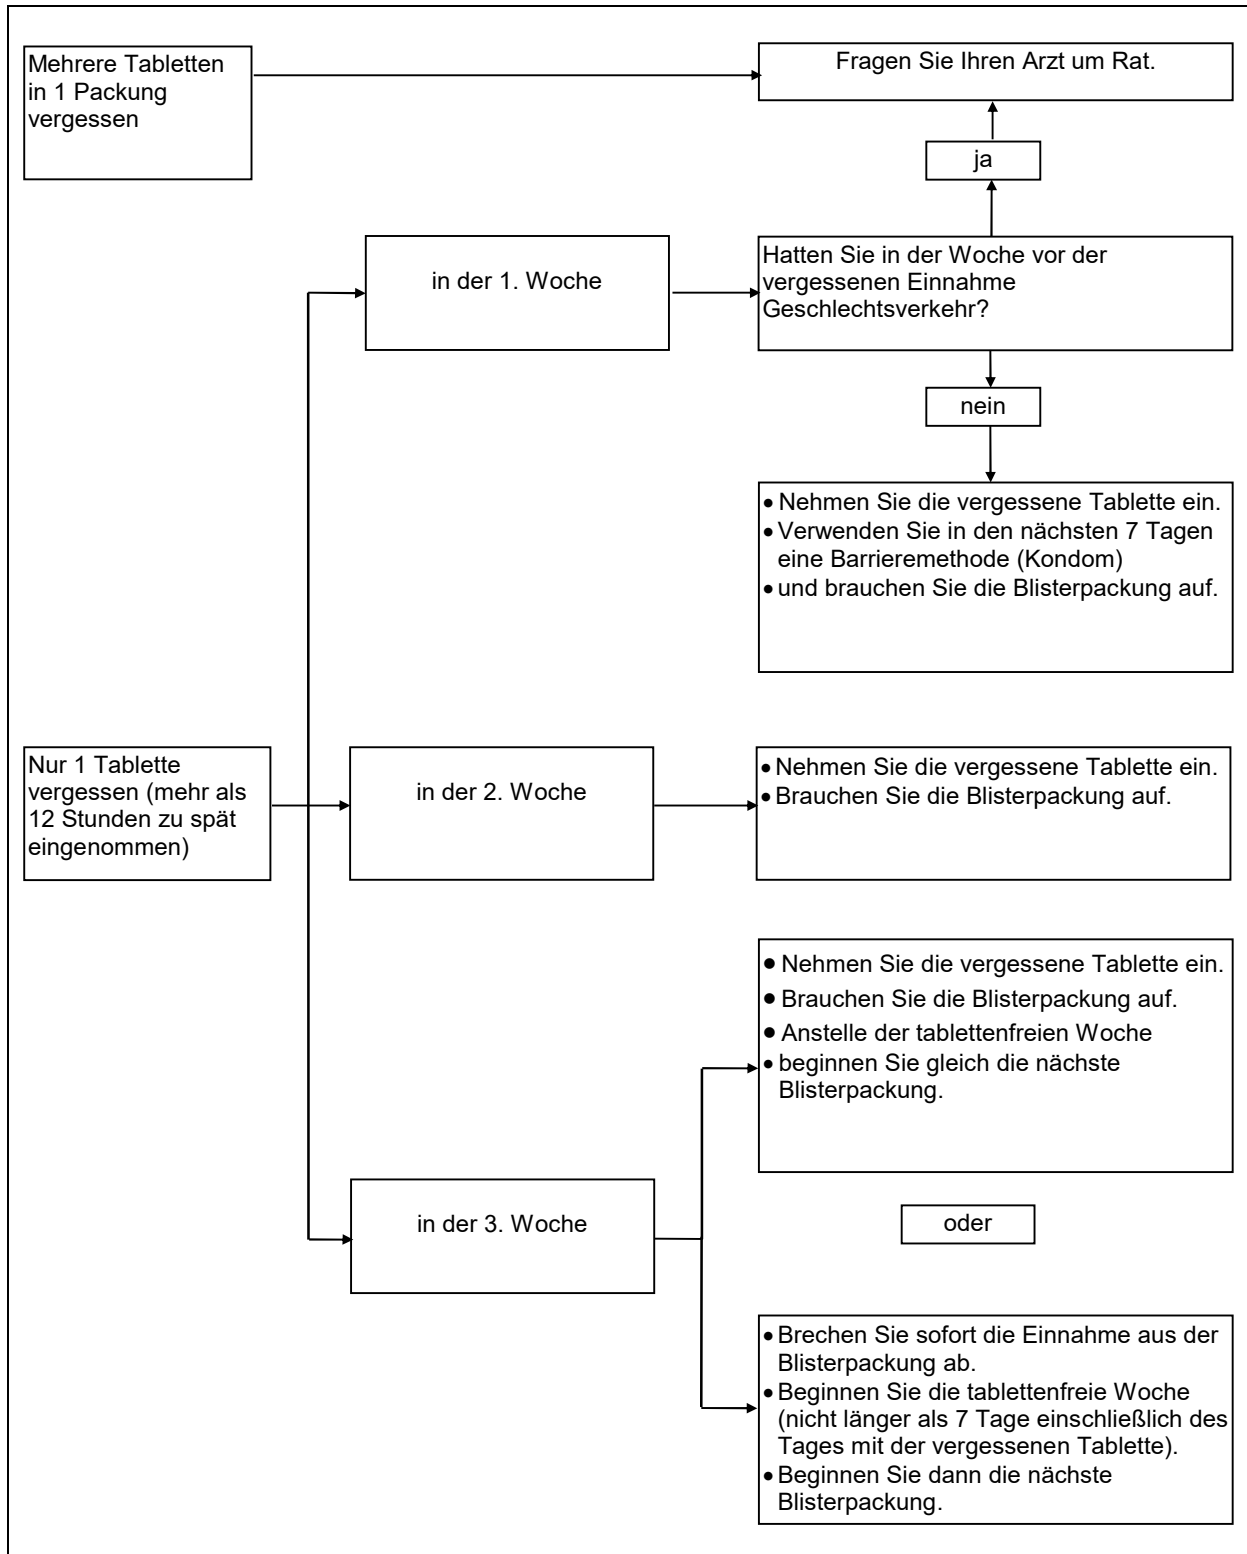 Mehrere Tabletten
in 1 Packung
vergessen
Fragen Sie Ihren Arzt um Rat.
ja
in der 1. Woche
Hatten Sie in der Woche vor der
vergessenen Einnahme
Geschlechtsverkehr?
nein
• Nehmen Sie die vergessene Tablette ein.
• Verwenden Sie in den nächsten 7 Tagen
eine Barrieremethode (Kondom)
• und brauchen Sie die Blisterpackung auf.
Nur 1 Tablette
vergessen (mehr als
12 Stunden zu spät
eingenommen)
in der 2. Woche
• Nehmen Sie die vergessene Tablette ein.
• Brauchen Sie die Blisterpackung auf.
• Nehmen Sie die vergessene Tablette ein.
• Brauchen Sie die Blisterpackung auf.
• Anstelle der tablettenfreien Woche
• beginnen Sie gleich die nächste
Blisterpackung.
in der 3. Woche
oder
• Brechen Sie sofort die Einnahme aus der
Blisterpackung ab.
• Beginnen Sie die tablettenfreie Woche
(nicht länger als 7 Tage einschließlich des
Tages mit der vergessenen Tablette).
• Beginnen Sie dann die nächste
Blisterpackung.